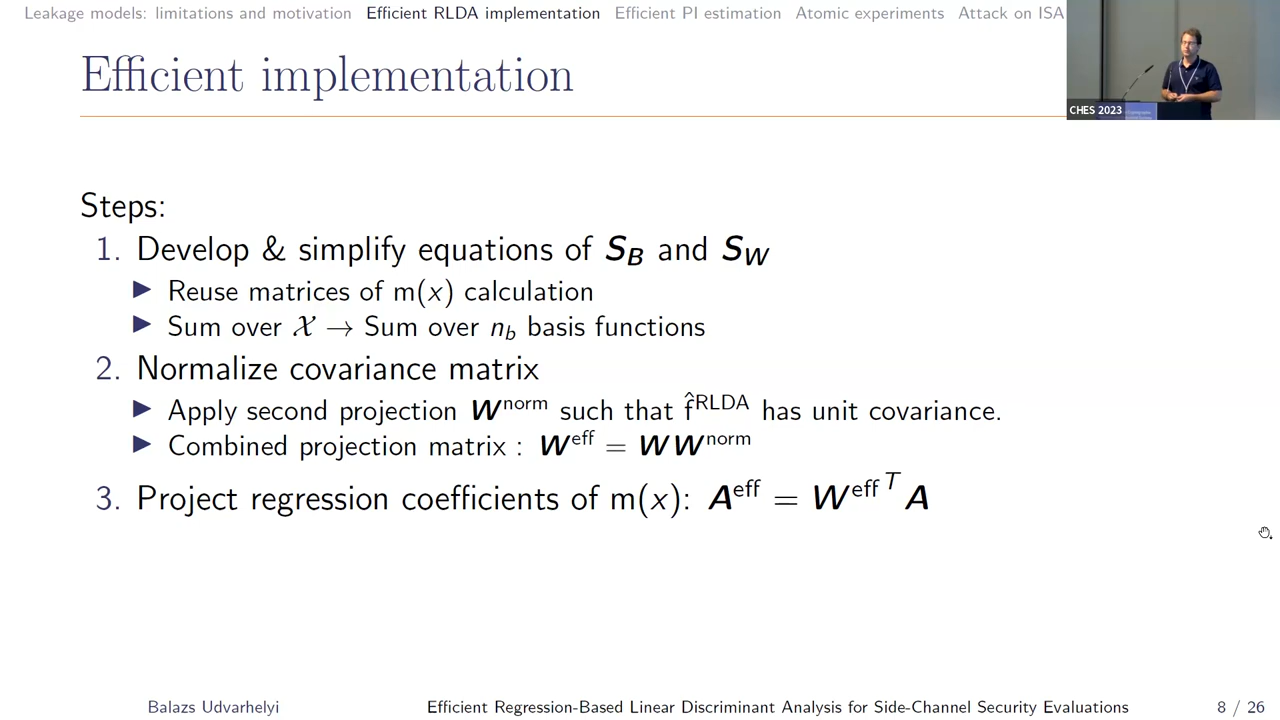 Leakage models: limitations and motivation Efficient RLDA implementation Efficient PI estimation Atomic experiments Attack on ISA
Efficient implementation
CHES 2023
Steps:
1. Develop & simplify equations of S_B and S_W
▶ Reuse matrices of m(x) calculation
▶ Sum over 𝒳 → Sum over n_b basis functions
2. Normalize covariance matrix
▶ Apply second projection W^norm such that f̂^RLDA has unit covariance.
▶ Combined projection matrix : W^eff = WW^norm
3. Project regression coefficients of m(x): A^eff = W^eff^T A
Balazs Udvarhelyi Efficient Regression-Based Linear Discriminant Analysis for Side-Channel Security Evaluations 8 / 26